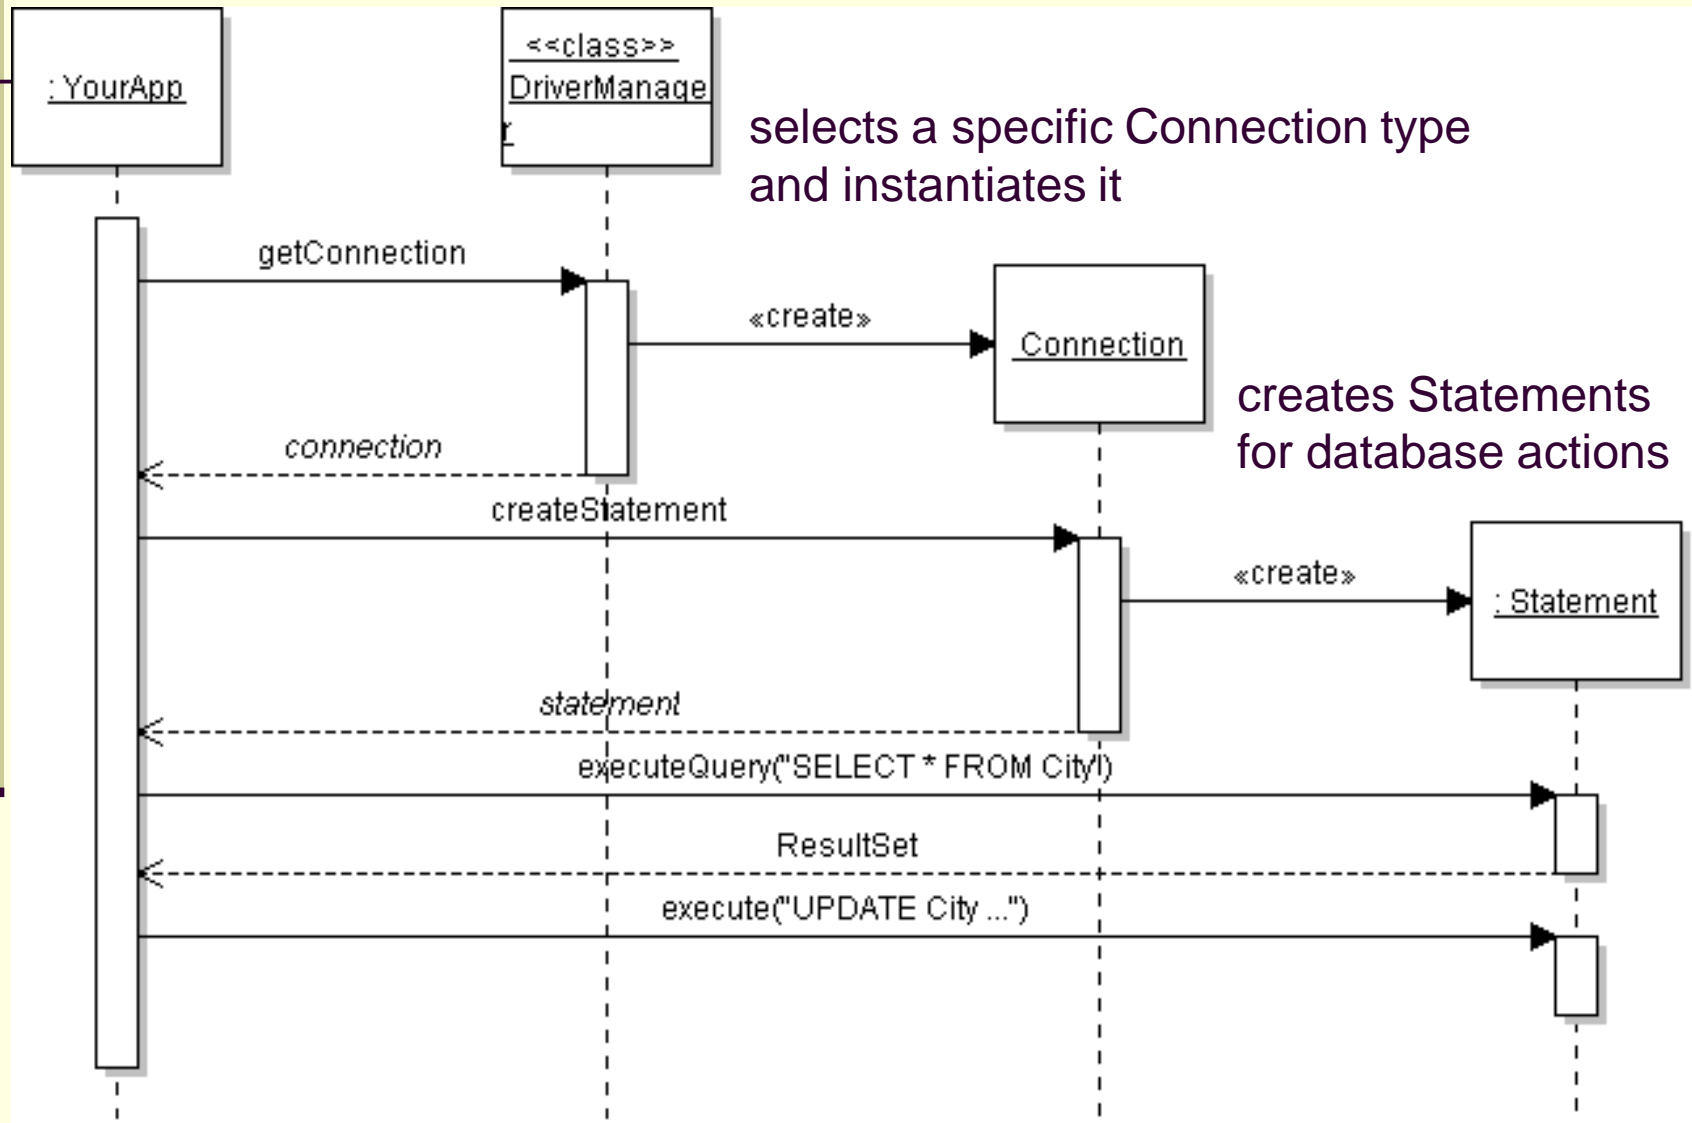 : YourApp
<<class>>
DriverManage
r
selects a specific Connection type
and instantiates it
getConnection
«create»
Connection
creates Statements
for database actions
connection
createStatement
«create»
: Statement
statement
executeQuery("SELECT * FROM City")
ResultSet
execute("UPDATE City ...")